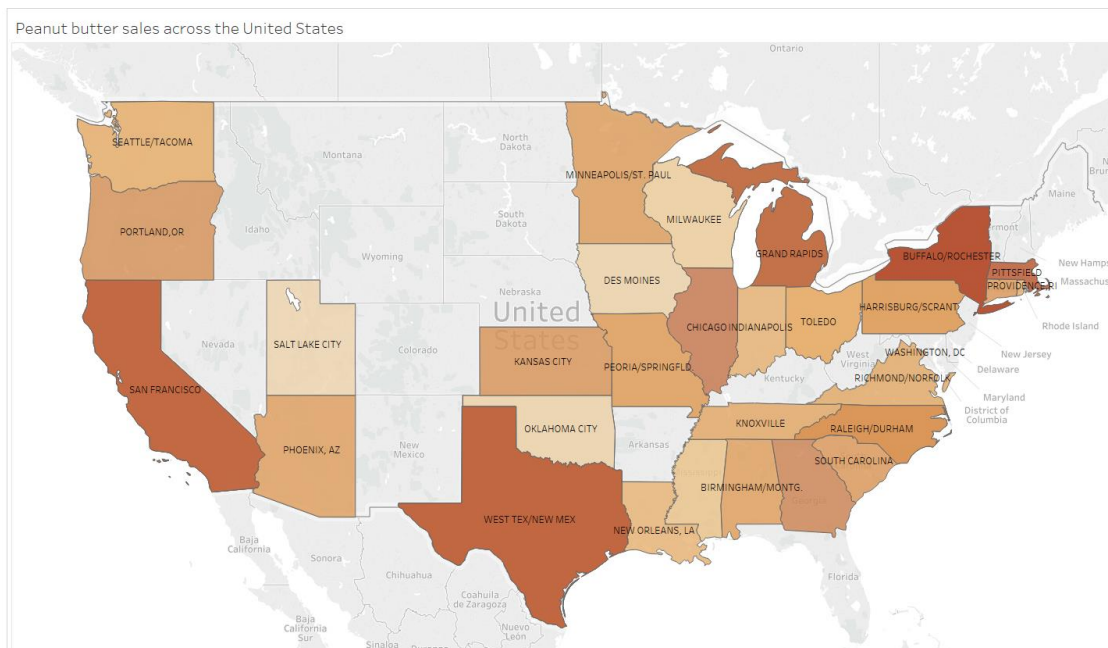 Peanut butter sales across the United States
Ontario
SEATTLE/TACOMA
Montana
North
Dakota
MINNEAPOLIS/ST. PAUL
Maine
PORTLAND,OR
Idaho
South
Dakota
MILWAUKEE
Wyoming
GRAND RAPIDS
BUFFALO/ROCHESTER
New Hamps
Massachus
PITTSFIELD
PROVIDENCE,RI
Rhode Island
Nebraska
DES MOINES
United
States
CHICAGO
INDIANAPOLIS
TOLEDO
HARRISBURG/SCRANT
Nevada
SALT LAKE CITY
Colorado
KANSAS CITY
PEORIA/SPRINGFLD
West
Virginia
WASHINGTON, DC
New Jersey
Delaware
Maryland
District of
Columbia
SAN FRANCISCO
Kentucky
RICHMOND/NORFOLK
PHOENIX, AZ
New
Mexico
OKLAHOMA CITY
Arkansas
KNOXVILLE
RALEIGH/DURHAM
SOUTH CAROLINA
BIRMINGHAM/MONTG.
WEST TEX/NEW MEX
NEW ORLEANS, LA
Baja
California
Sonora
Chihuahua
Coahuila
de Zaragoza
Florida
Baja
California
Sur
Sinaloa
Nuevo
León